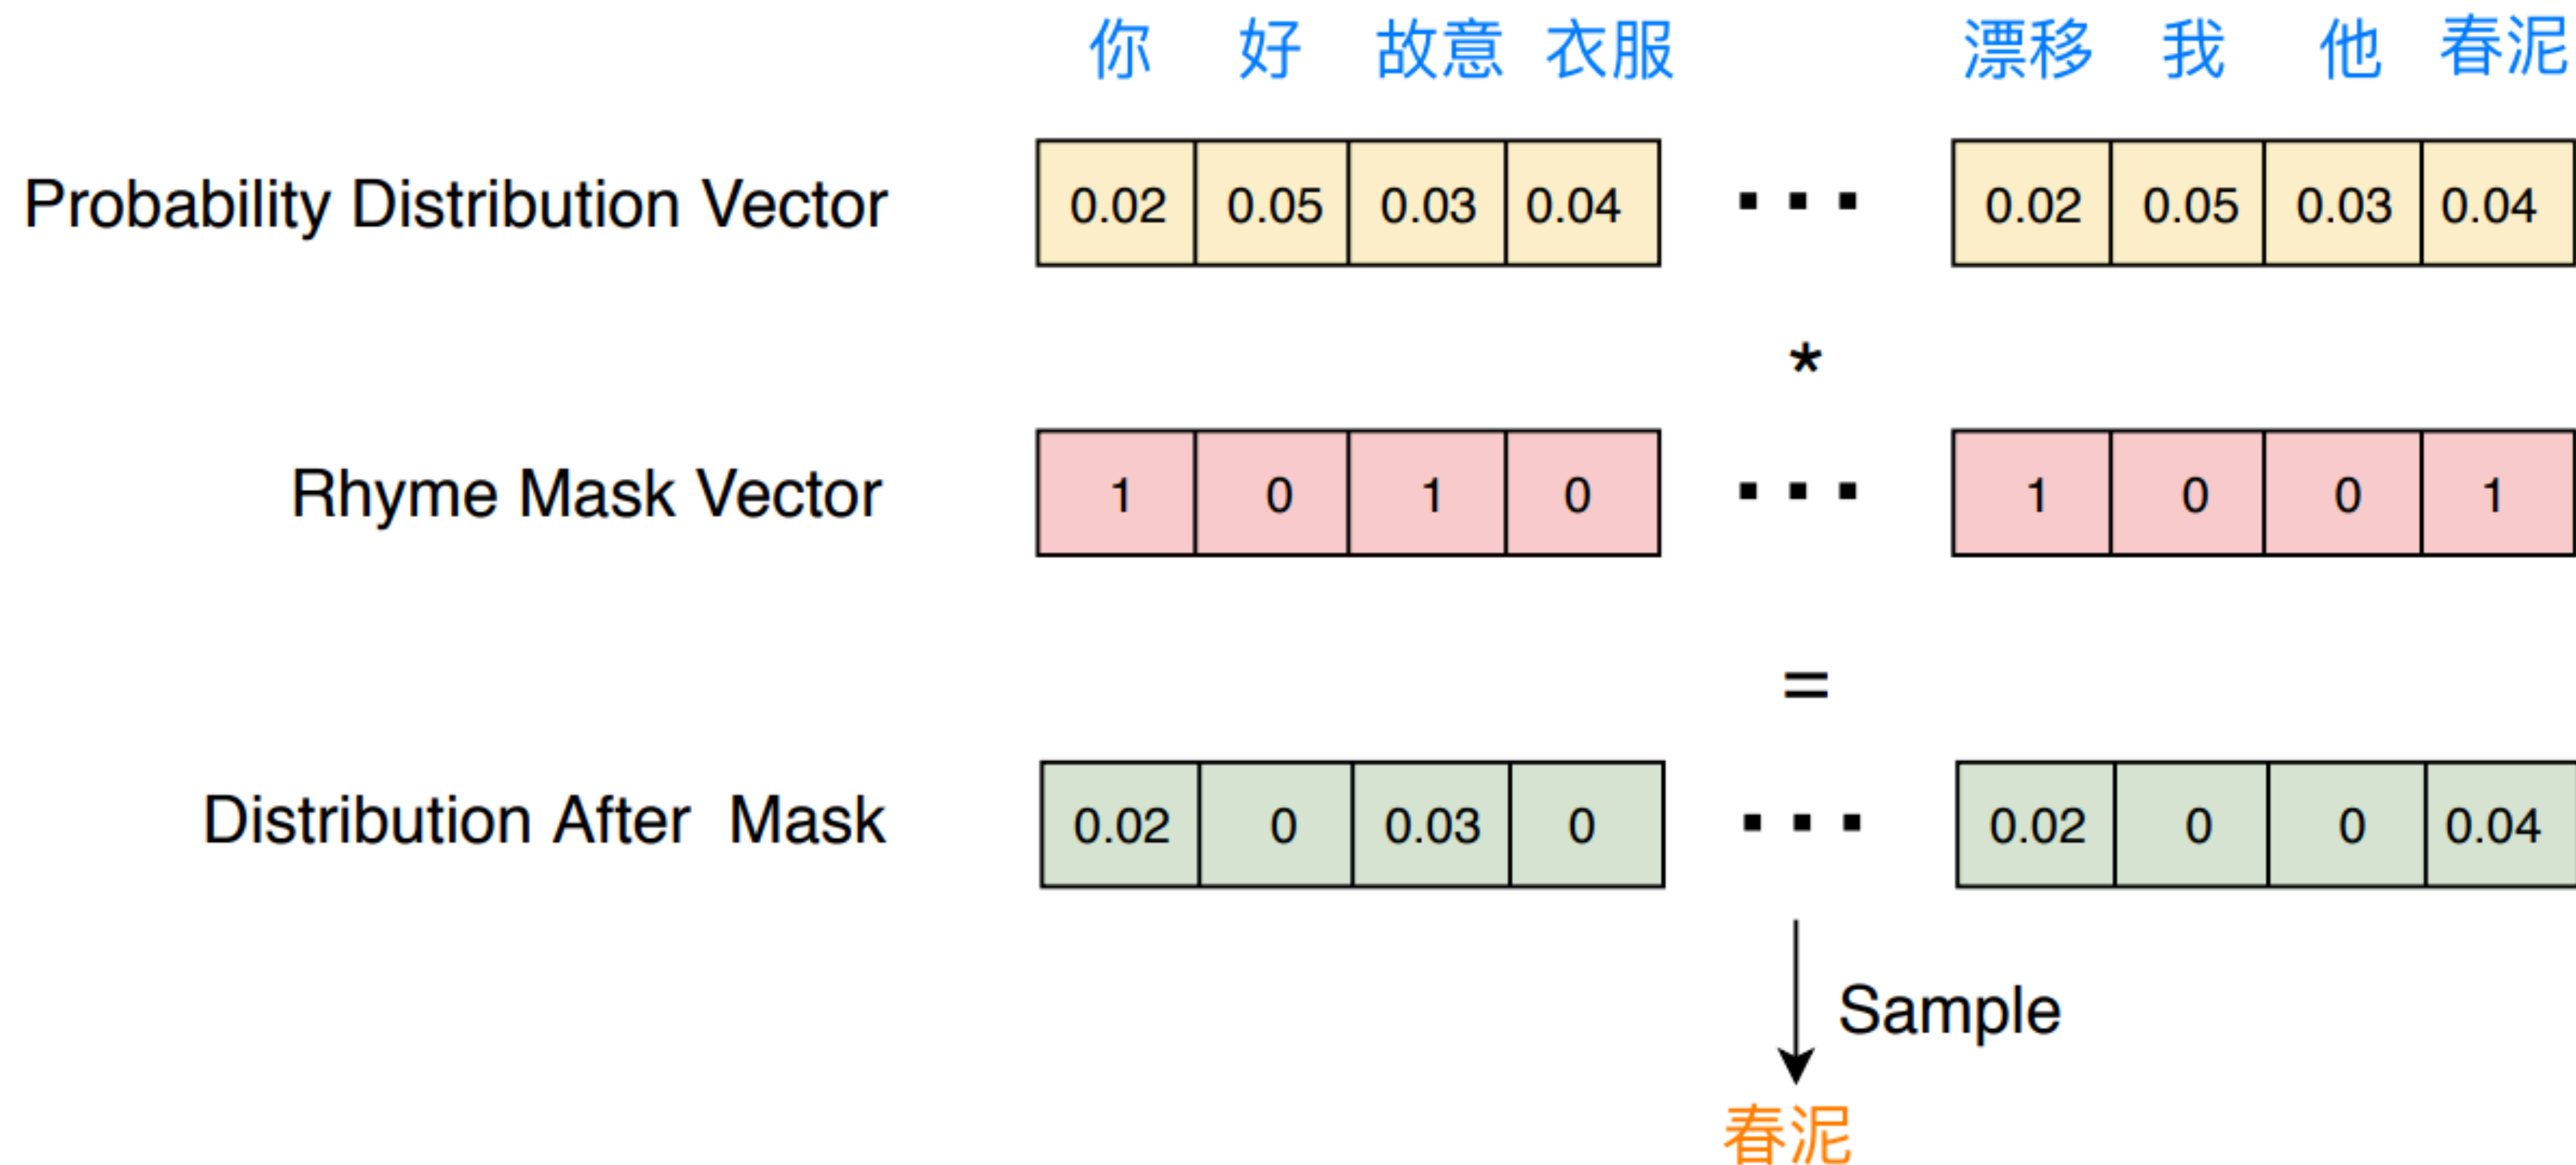 你 好 故意 衣服 漂移 我 他 春泥
Probability Distribution Vector 0.02 0.05 0.03 0.04 ... 0.02 0.05 0.03 0.04
*
Rhyme Mask Vector 1 0 1 0 ... 1 0 0 1
=
Distribution After Mask 0.02 0 0.03 0 ... 0.02 0 0 0.04
Sample
春泥